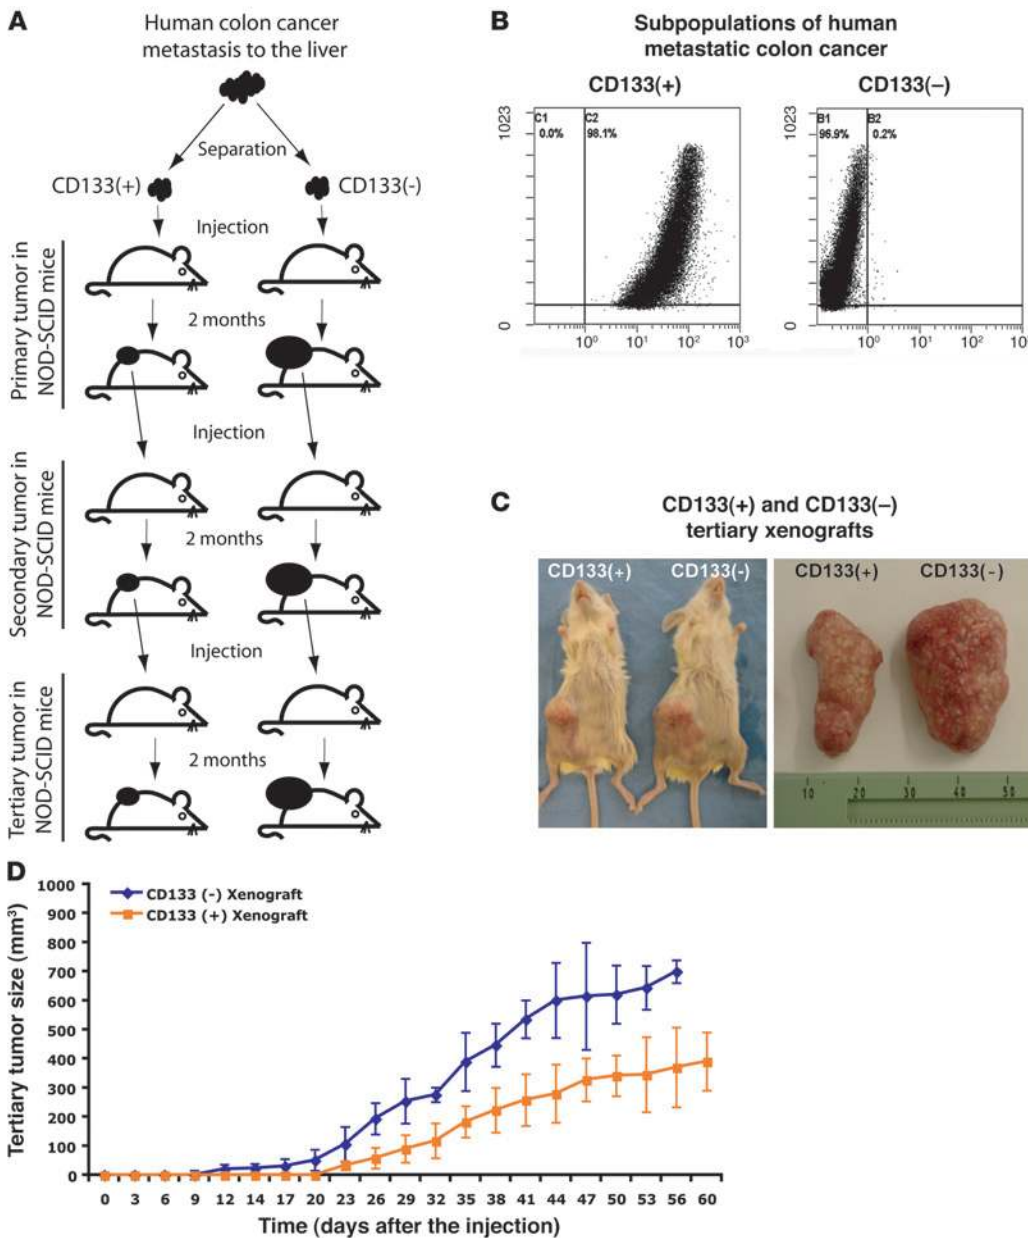 A
Human colon cancer
metastasis to the liver
Separation
CD133(+)
CD133(-)
Injection
Primary tumor in
NOD-SCID mice
2 months
Injection
Secondary tumor in
NOD-SCID mice
2 months
Injection
Tertiary tumor in
NOD-SCID mice
2 months
B
Subpopulations of human
metastatic colon cancer
CD133(+)
CD133(–)
1023
C1
0.0%
C2
98.1%
0
10⁰ 10¹ 10² 10³
1023
B1
96.9%
B2
0.2%
0
10⁰ 10¹ 10² 10³
C
CD133(+) and CD133(–)
tertiary xenografts
CD133(+) CD133(-)
CD133(+) CD133(-)
10 20 30 40 50
D
Tertiary tumor size (mm³)
1000
900
800
700
600
500
400
300
200
100
0
CD133 (-) Xenograft
CD133 (+) Xenograft
0 3 6 9 12 14 17 20 23 26 29 32 35 38 41 44 47 50 53 56 60
Time (days after the injection)